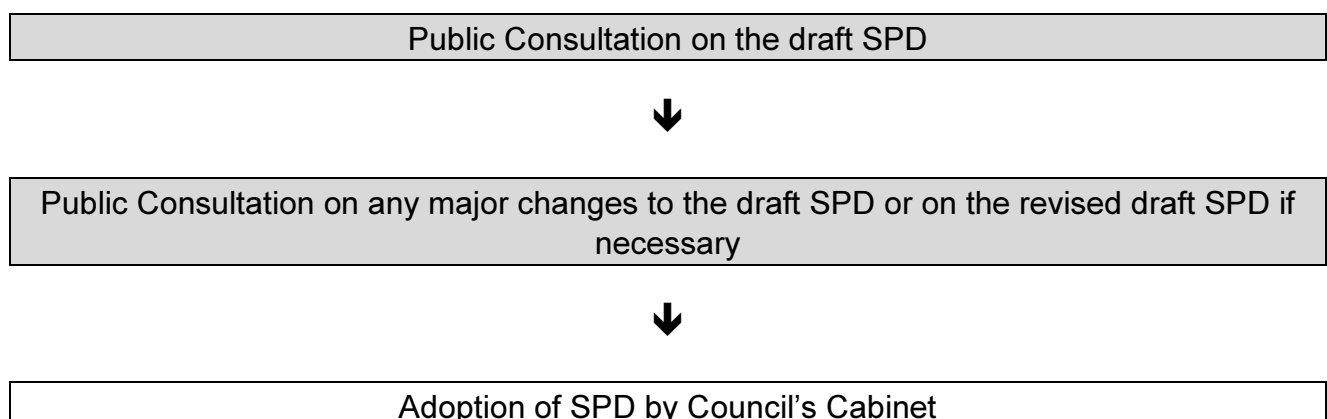 Public Consultation on the draft SPD
Public Consultation on any major changes to the draft SPD or on the revised draft SPD if
necessary
Adoption of SPD by Council's Cabinet